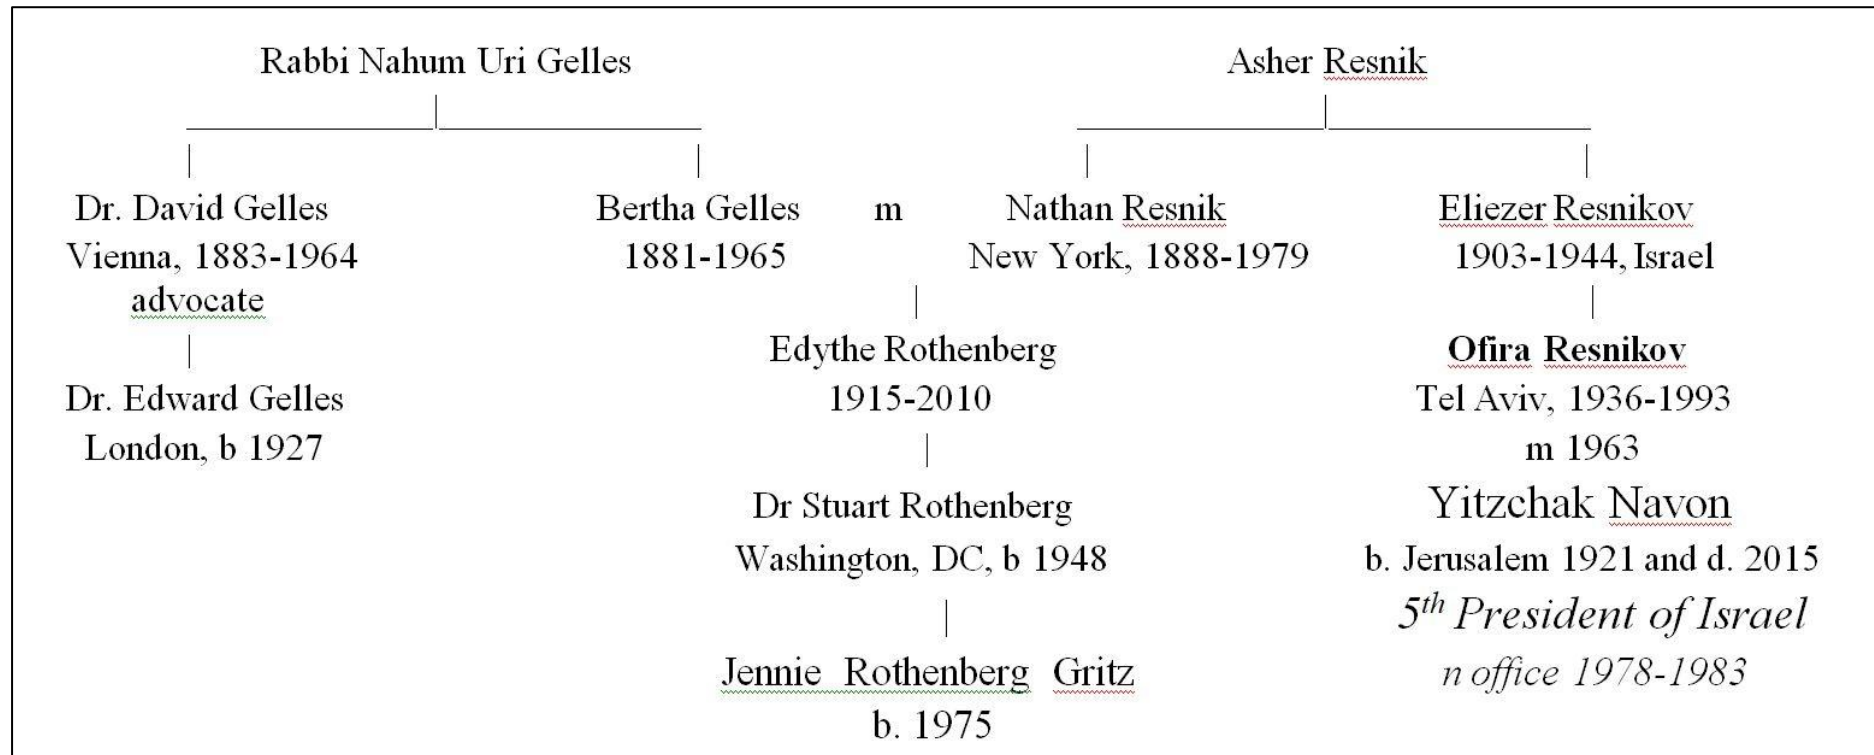 Rabbi Nahum Uri Gelles Asher Resnik
Dr. David Gelles Bertha Gelles m Nathan Resnik Eliezer Resnikov
Vienna, 1883-1964 1881-1965 New York, 1888-1979 1903-1944, Israel
advocate
Edythe Rothenberg Ofira Resnikov
Dr. Edward Gelles 1915-2010 Tel Aviv, 1936-1993
London, b 1927 m 1963
Dr Stuart Rothenberg Yitzchak Navon
Washington, DC, b 1948 b. Jerusalem 1921 and d. 2015
5th President of Israel
Jennie Rothenberg Gritz n office 1978-1983
b. 1975